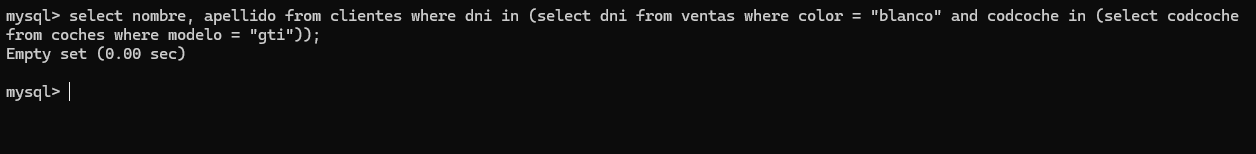 mysql> select nombre, apellido from clientes where dni in (select dni from ventas where color = "blanco" and codcoche in (select codcoche
from coches where modelo = "gti"));
Empty set (0.00 sec)
mysql>